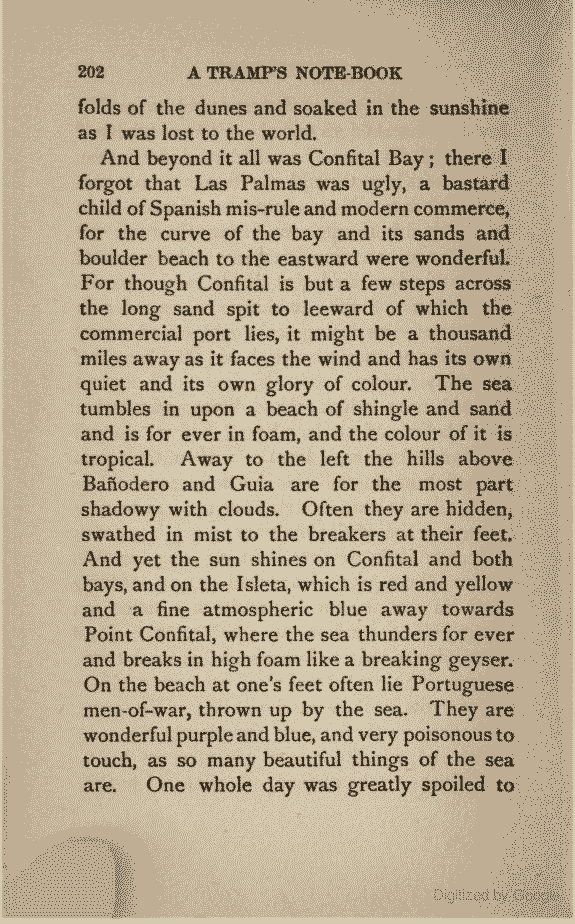 202 A TRAMP'S NOTE-BOOK
folds of the dunes and soaked in the sunshine
as I was lost to the world.
And beyond it all was Confital Bay; there I
forgot that Las Palmas was ugly, a bastard
child of Spanish mis-rule and modern commerce,
for the curve of the bay and its sands and
boulder beach to the eastward were wonderful.
For though Confital is but a few steps across
the long sand spit to leeward of which the
commercial port lies, it might be a thousand
miles away as it faces the wind and has its own
quiet and its own glory of colour. The sea
tumbles in upon a beach of shingle and sand
and is for ever in foam, and the colour of it is
tropical. Away to the left the hills above
Bañodero and Guia are for the most part
shadowy with clouds. Often they are hidden,
swathed in mist to the breakers at their feet.
And yet the sun shines on Confital and both
bays, and on the Isleta, which is red and yellow
and a fine atmospheric blue away towards
Point Confital, where the sea thunders for ever
and breaks in high foam like a breaking geyser.
On the beach at one's feet often lie Portuguese
men-of-war, thrown up by the sea. They are
wonderful purple and blue, and very poisonous to
touch, as so many beautiful things of the sea
are. One whole day was greatly spoiled to
Digitized by Google